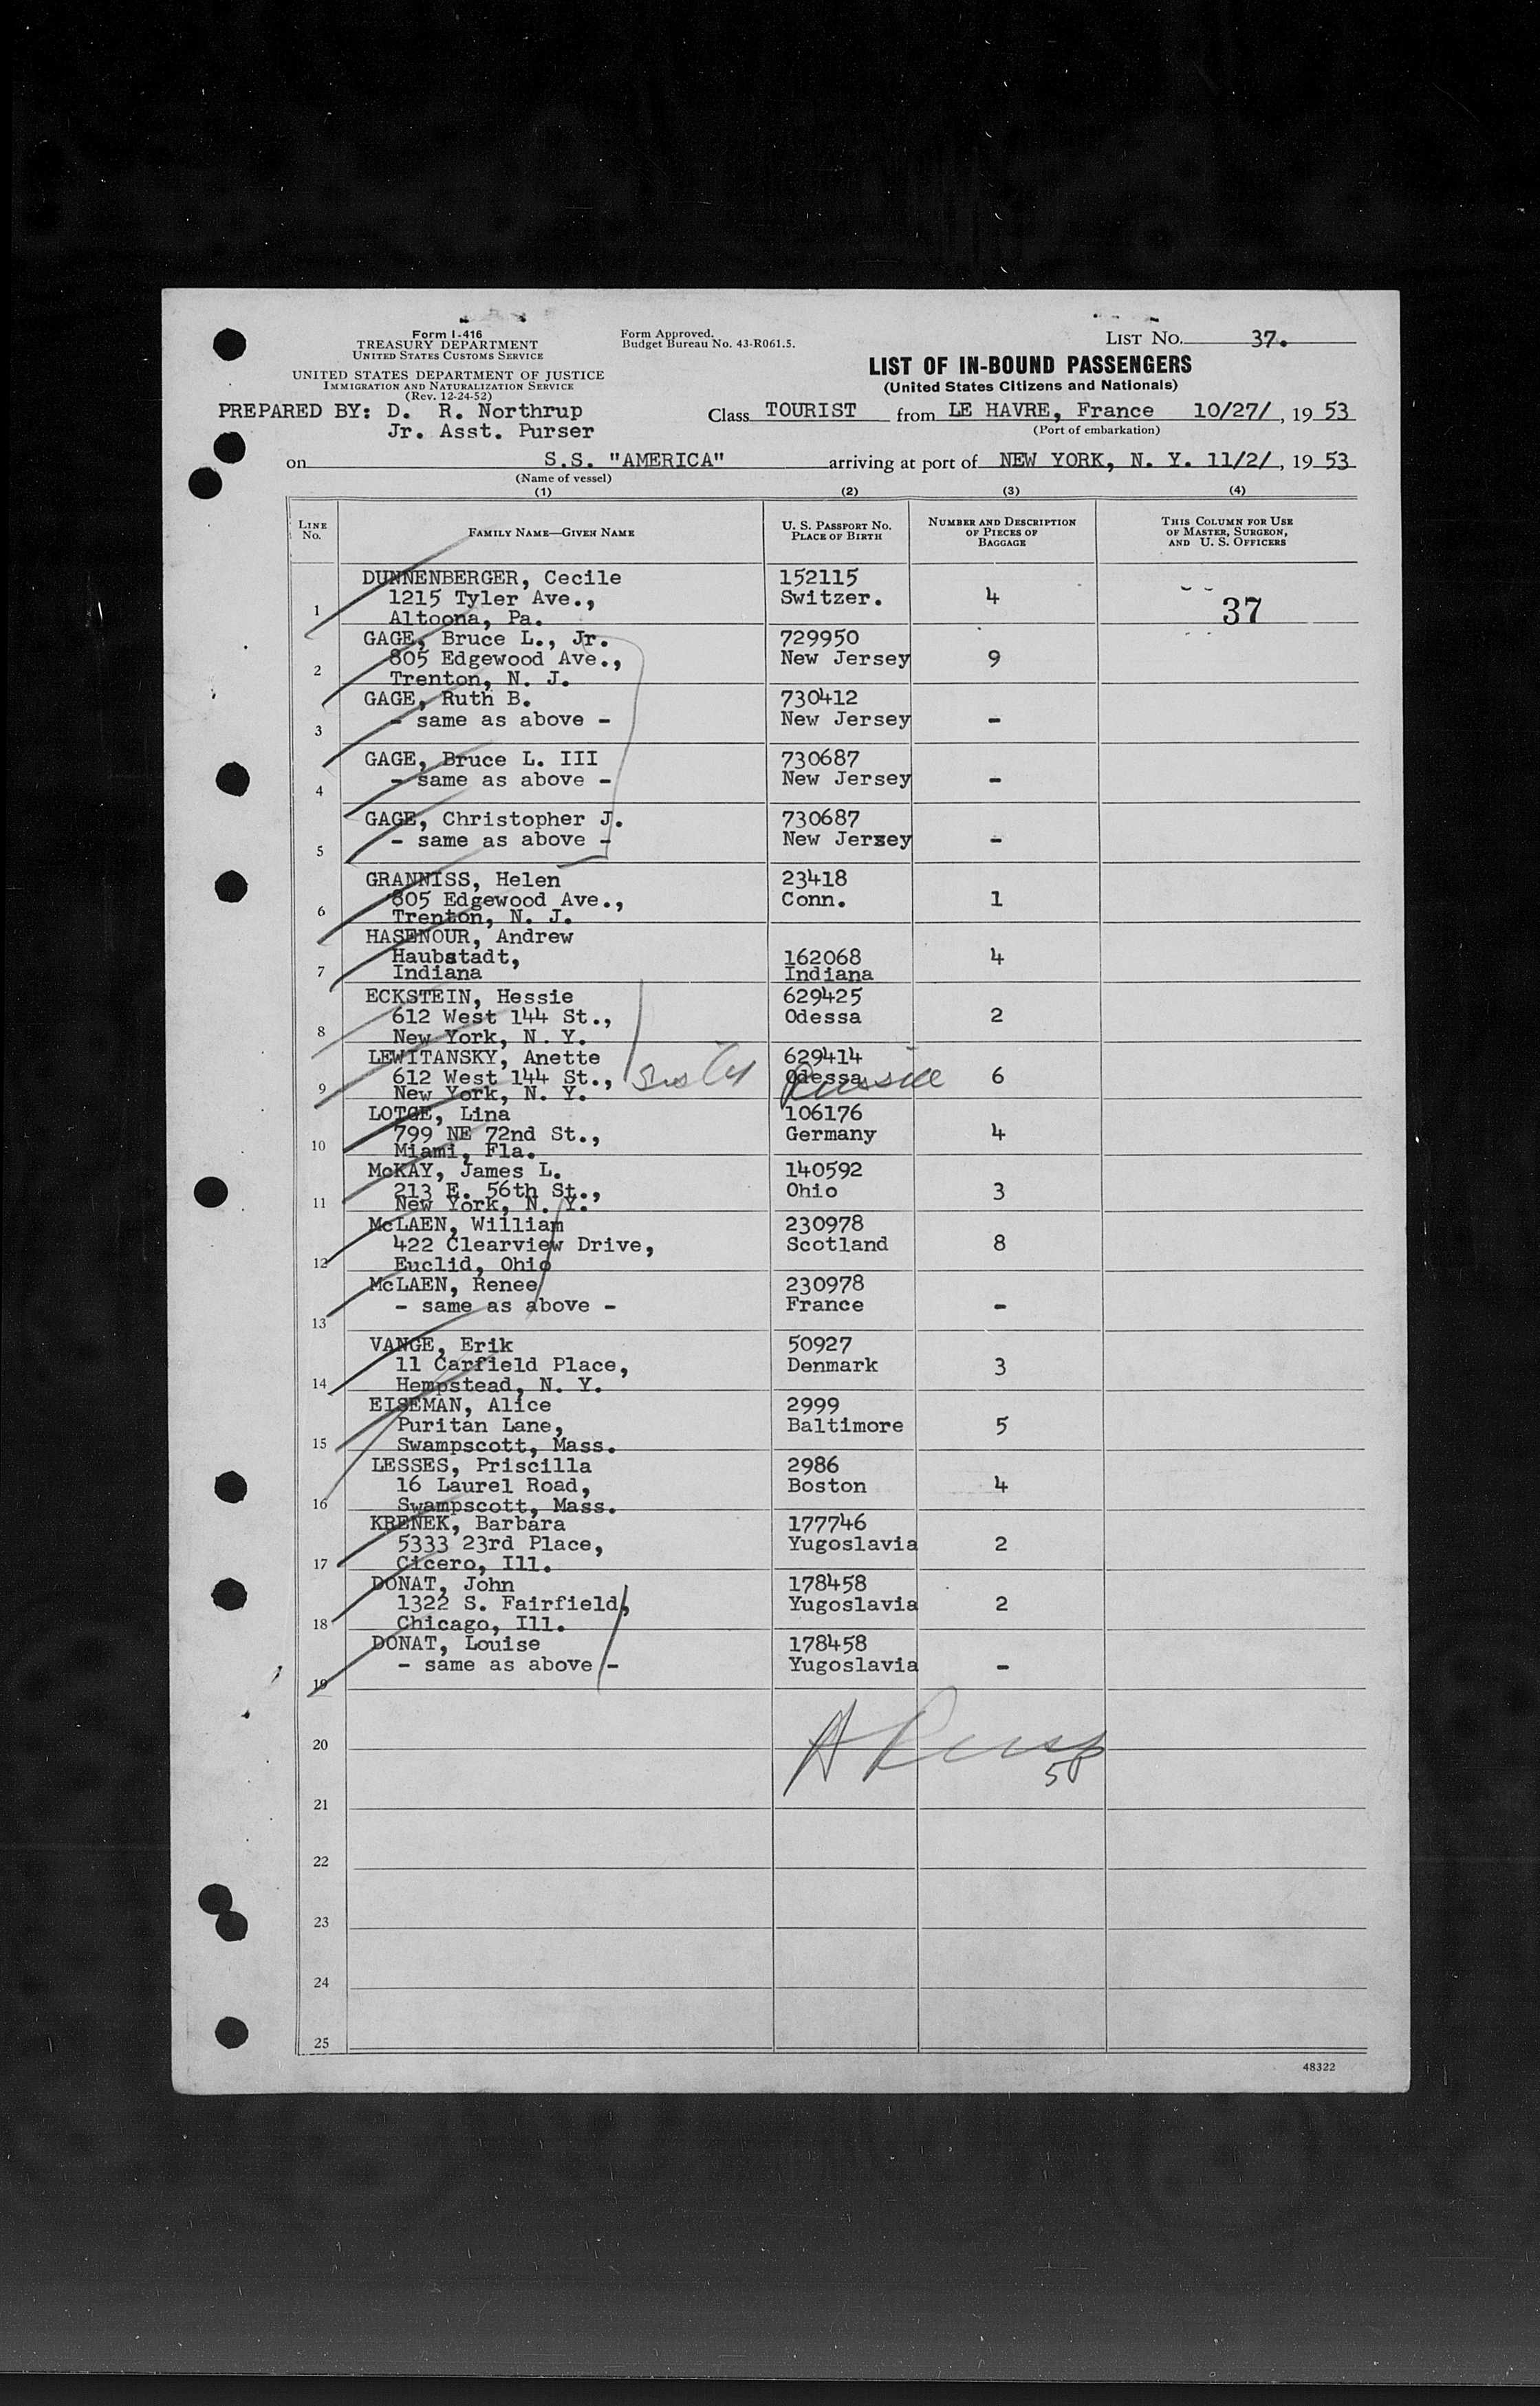 Form I-416
TREASURY DEPARTMENT
UNITED STATES CUSTOMS SERVICE
UNITED STATES DEPARTMENT OF JUSTICE
IMMIGRATION AND NATURALIZATION SERVICE
(Rev. 12-24-52)
Form Approved.
Budget Bureau No. 43-R061.5.
LIST No. 37.
LIST OF IN-BOUND PASSENGERS
(United States Citizens and Nationals)
PREPARED BY: D. R. Northrup
Jr. Asst. Purser
Class TOURIST from LE HAVRE, France 10/27/, 1953
(Port of embarkation)
on S.S. "AMERICA" arriving at port of NEW YORK, N. Y. 11/2/, 1953
(Name of vessel)
(1) (2) (3) (4)
LINE No. FAMILY NAME—GIVEN NAME U. S. PASSPORT No. PLACE OF BIRTH NUMBER AND DESCRIPTION OF PIECES OF BAGGAGE THIS COLUMN FOR USE OF MASTER, SURGEON, AND U. S. OFFICERS
DUNNENBERGER, Cecile 152115
1215 Tyler Ave., Switzer. 4
1 Altoona, Pa. 37
GAGE, Bruce L., Jr. 729950
805 Edgewood Ave., New Jersey 9
2 Trenton, N. J.
GAGE, Ruth B. 730412
- same as above - New Jersey -
3
GAGE, Bruce L. III 730687
- same as above - New Jersey -
4
GAGE, Christopher J. 730687
- same as above - New Jersey -
5
GRANNISS, Helen 23418
805 Edgewood Ave., Conn. 1
6 Trenton, N. J.
HASENOUR, Andrew
Haubstadt, 162068 4
7 Indiana Indiana
ECKSTEIN, Hessie 629425
612 West 144 St., Odessa 2
8 New York, N. Y.
LEWITANSKY, Anette 629414
612 West 144 St., Sister Odessa Russia 6
9 New York, N. Y.
LOTGE, Lina 106176
799 NE 72nd St., Germany 4
10 Miami, Fla.
McKAY, James L. 140592
213 E. 56th St., Ohio 3
11 New York, N. Y.
McLAEN, William 230978
422 Clearview Drive, Scotland 8
12 Euclid, Ohio
McLAEN, Renee 230978
- same as above - France -
13
VANGE, Erik 50927
11 Carfield Place, Denmark 3
14 Hempstead, N. Y.
EISEMAN, Alice 2999
Puritan Lane, Baltimore 5
15 Swampscott, Mass.
LESSES, Priscilla 2986
16 Laurel Road, Boston 4
16 Swampscott, Mass.
KRENEK, Barbara 177746
5333 23rd Place, Yugoslavia 2
17 Cicero, Ill.
DONAT, John 178458
1322 S. Fairfield, Yugoslavia 2
18 Chicago, Ill.
DONAT, Louise 178458
- same as above - Yugoslavia -
19
20
21
22
23
24
25
48322